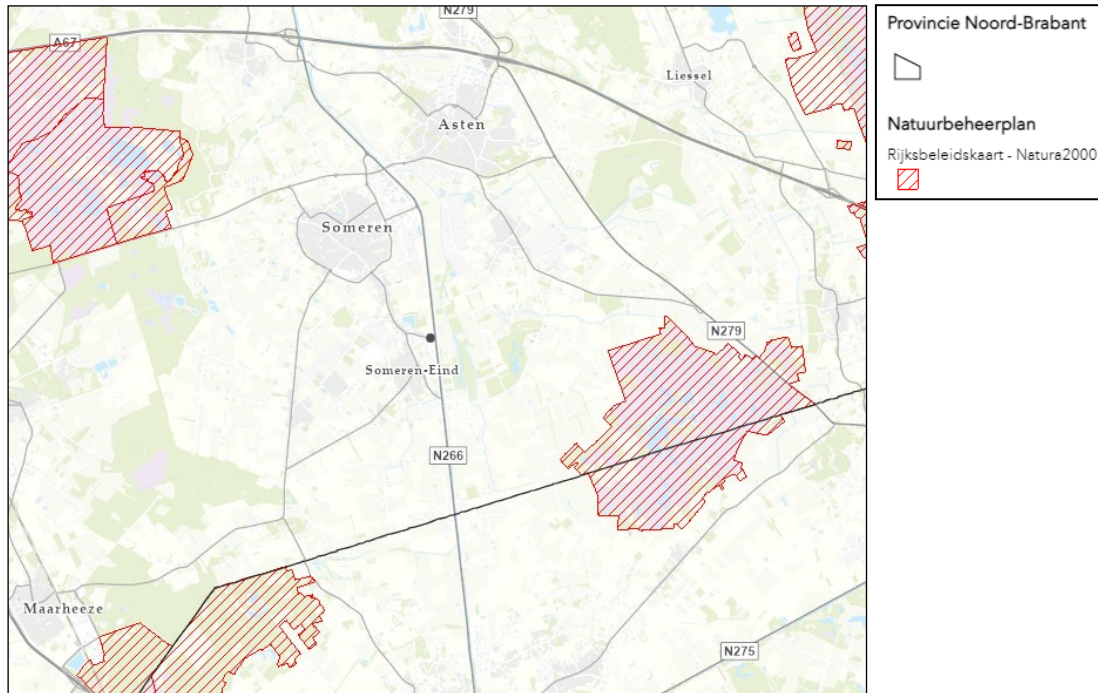 N279
A67
Liessel
Asten
Someren
N279
Someren-Eind
N266
Maarheeze
N275
Provincie Noord-Brabant
Natuurbeheerplan
Rijksbeleidskaart - Natura2000